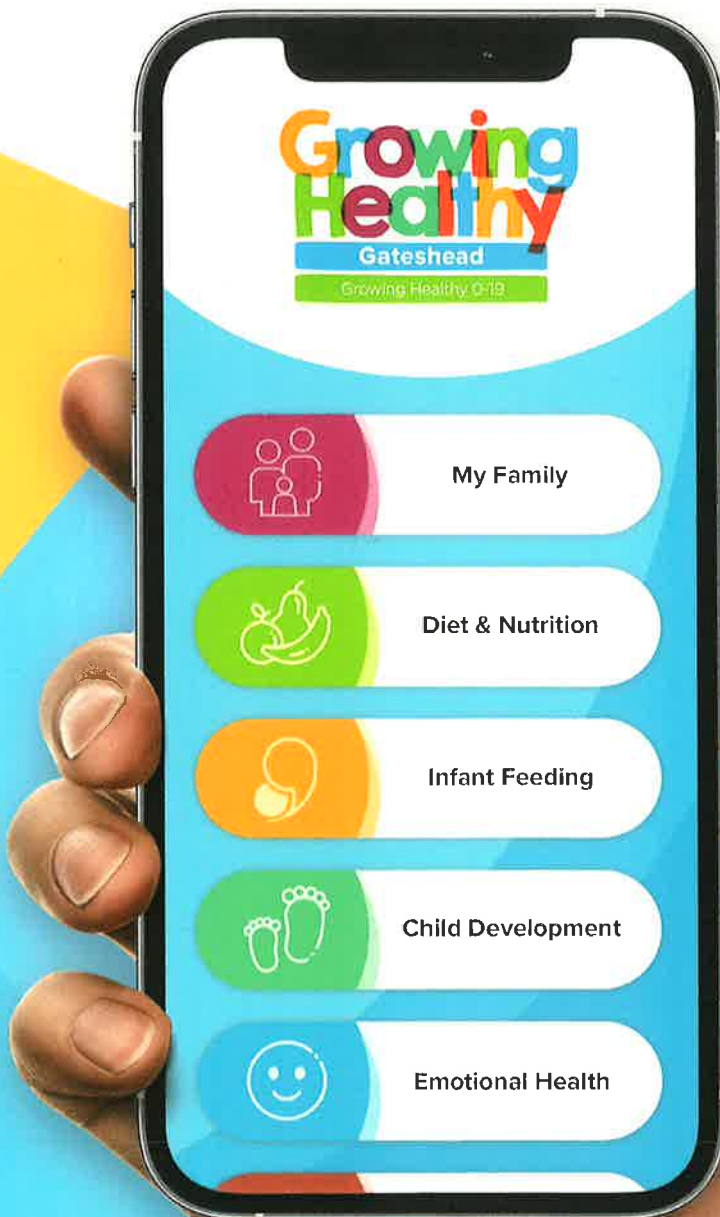 Growing
Healthy
Gateshead
Growing Healthy 0-19
My Family
Diet & Nutrition
Infant Feeding
Child Development
Emotional Health